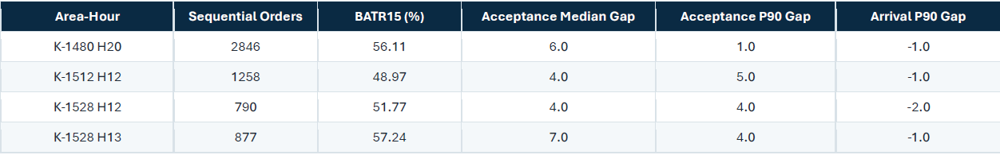 Area-Hour Sequential Orders BATR15 (%) Acceptance Median Gap Acceptance P90 Gap Arrival P90 Gap
K-1480 H20 2846 56.11 6.0 1.0 -1.0
K-1512 H12 1258 48.97 4.0 5.0 -1.0
K-1528 H12 790 51.77 4.0 4.0 -2.0
K-1528 H13 877 57.24 7.0 4.0 -1.0